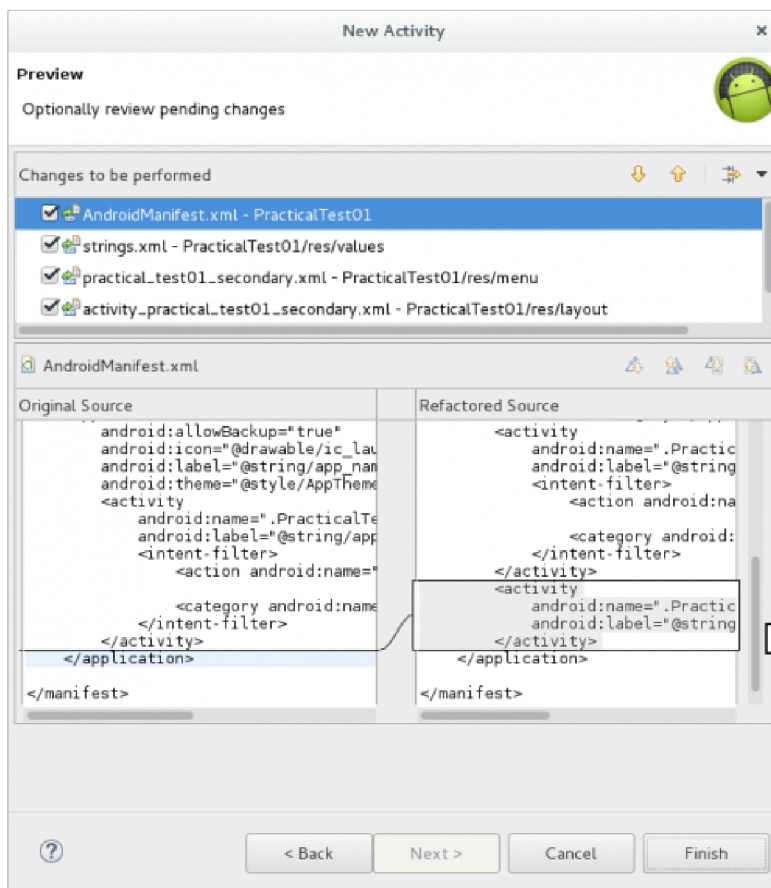 New Activity
Preview
Optionally review pending changes
Changes to be performed
AndroidManifest.xml - PracticalTest01
strings.xml - PracticalTest01/res/values
practical_test01_secondary.xml - PracticalTest01/res/menu
activity_practical_test01_secondary.xml - PracticalTest01/res/layout
AndroidManifest.xml
Original Source
android:allowBackup="true"
android:icon="@drawable/ic_lau
android:label="@string/app_nam
android:theme="@style/AppTheme
<activity
android:name=".PracticalTe
android:label="@string/app
<intent-filter>
<action android:name="
<category android:name
</intent-filter>
</activity>
</application>
</manifest>
Refactored Source
<activity
android:name=".Practic
android:label="@string
<intent-filter>
<action android:na
<category android:
</intent-filter>
</activity>
<activity
android:name=".Practic
android:label="@string
</activity>
</application>
</manifest>
< Back
Next >
Cancel
Finish